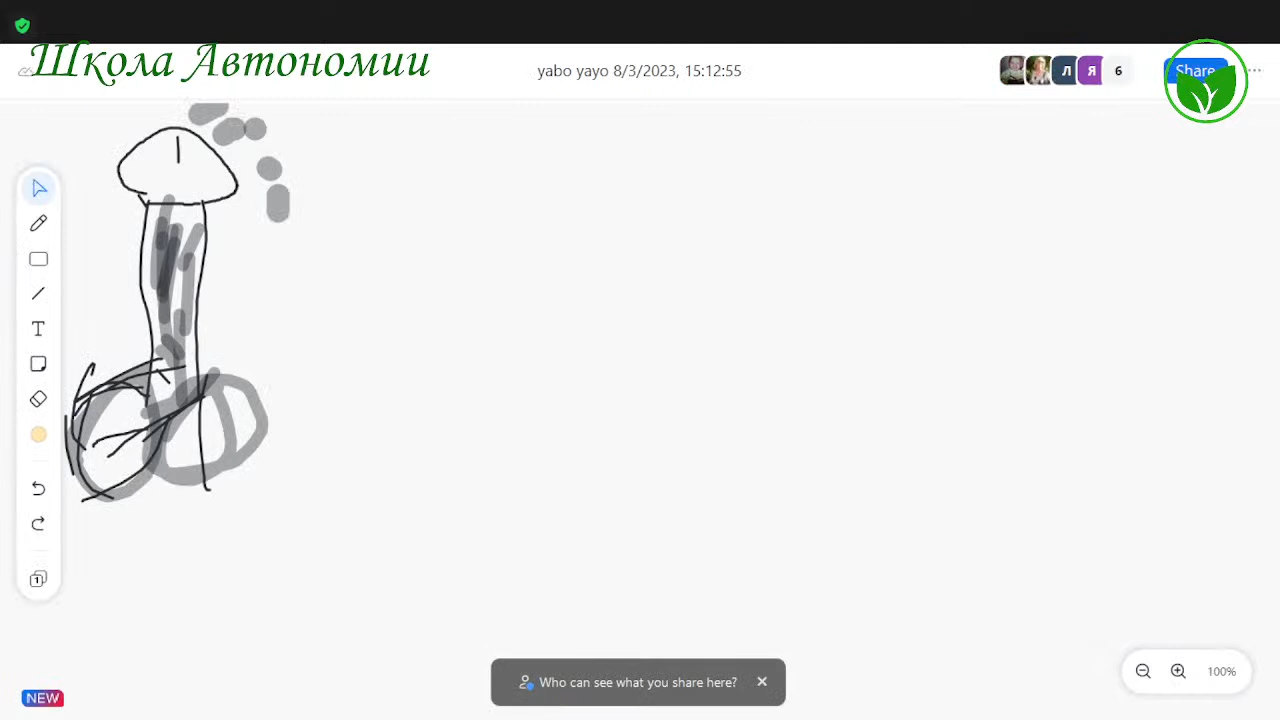 Школа Автономии
yabo yayo 8/3/2023, 15:12:55
Л
Я
6
Share
T
1
Who can see what you share here?
100%
NEW